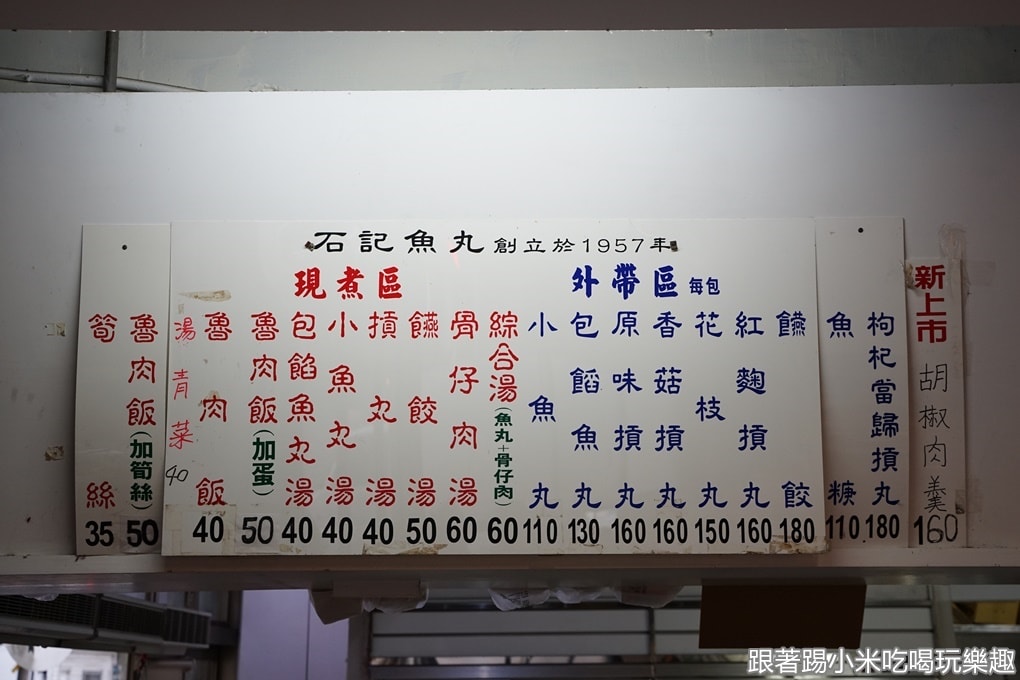 石記魚丸 創立於1957年
現煮區
筍絲 35
魯肉飯(加筍絲) 50
湯青菜 40
魯肉飯 40
魯肉飯(加蛋) 50
包餡魚丸湯 40
小魚丸湯 40
摃丸湯 40
饜餃湯 50
骨仔肉湯 60
綜合湯(魚丸+骨仔肉) 60
外帶區 每包
小魚丸 110
包餡魚丸 130
原味摃丸 160
香菇摃丸 160
花枝丸 150
紅麴摃丸 160
饜餃 180
魚糠 110
枸杞當歸摃丸 180
新上市
胡椒肉羹 160
跟著踢小米吃喝玩樂趣